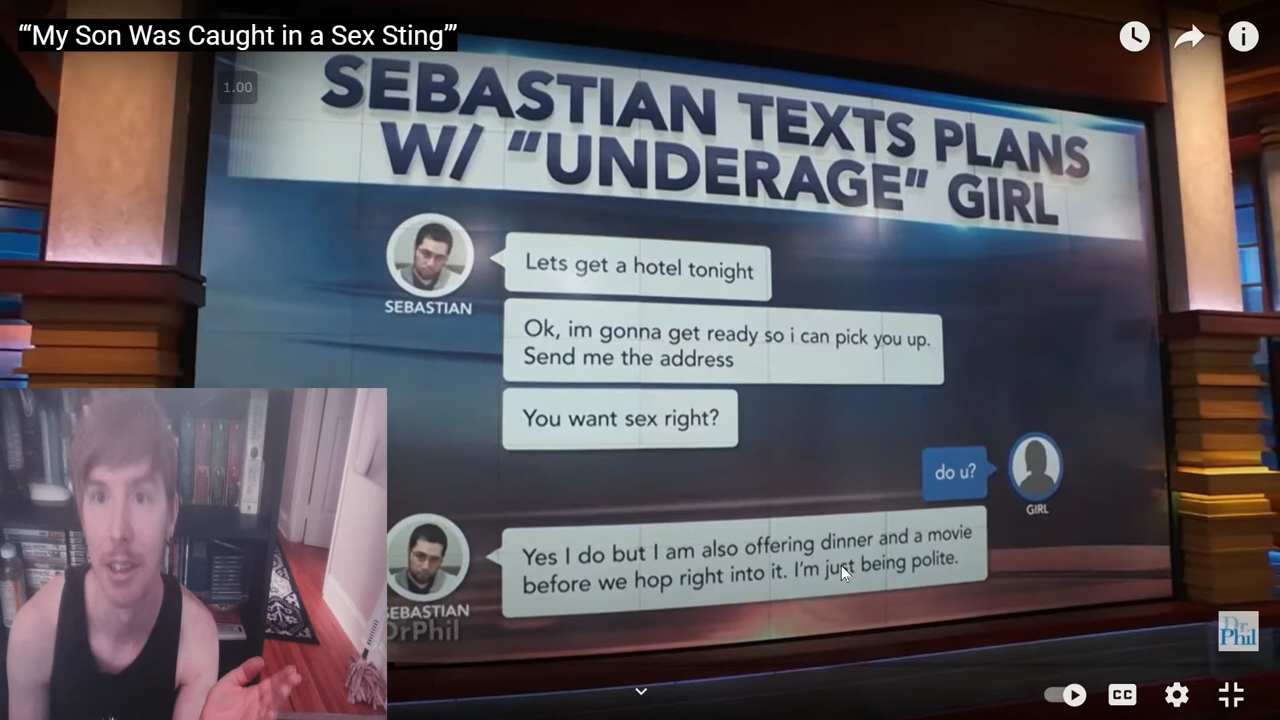 "“My Son Was Caught in a Sex Sting”"
1.00
SEBASTIAN TEXTS PLANS
W/ "UNDERAGE" GIRL
Lets get a hotel tonight
SEBASTIAN
Ok, im gonna get ready so i can pick you up.
Send me the address
You want sex right?
do u?
GIRL
Yes I do but I am also offering dinner and a movie
before we hop right into it. I'm just being polite.
EBASTIAN
DrPhil
Dr.
Phil
CC